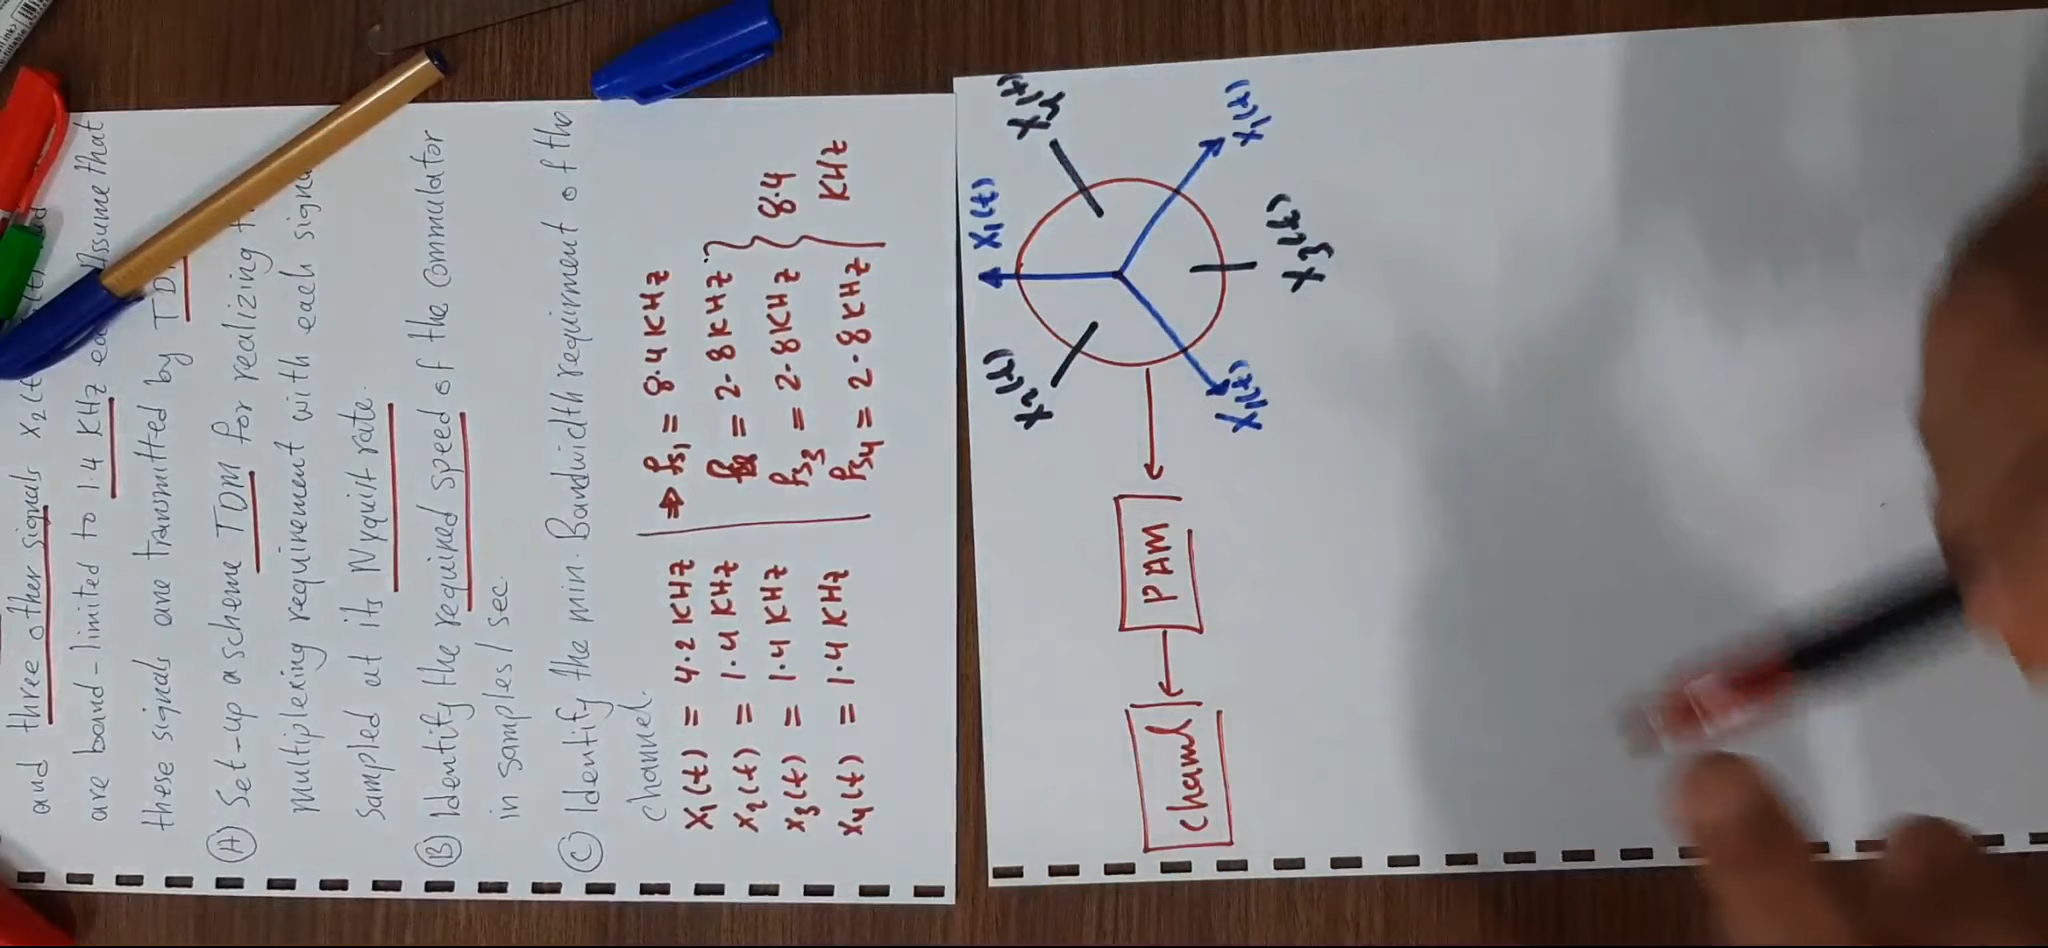 and three other signals x2(t
are band-limited to 1.4 KHz Assume that
these signals are transmitted by TD
(A) Set-up a scheme TDM for realizing
multiplexing requirement with each sign
sampled at its Nyquist rate.
(B) Identify the required speed of the commulator
in samples/sec.
(C) Identify the min. Bandwidth requirement of the
channel.
x1(t) = 4.2 KHz ⇒ fs1 = 8.4 KHz
x2(t) = 1.4 KHz = 2.8 KHz
x3(t) = 1.4 KHz fs3 = 2.8 KHz
x4(t) = 1.4 KHz fs4 = 2.8 KHz
8.4
KHz
x1(t)
x4(t)
x1(t)
x3(t)
x1(t)
x2(t)
PAM
channel